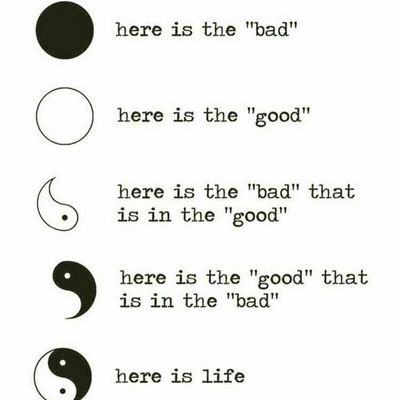 here is the "bad"
here is the "good"
here is the "bad" that
is in the "good"
here is the "good" that
is in the "bad"
here is life